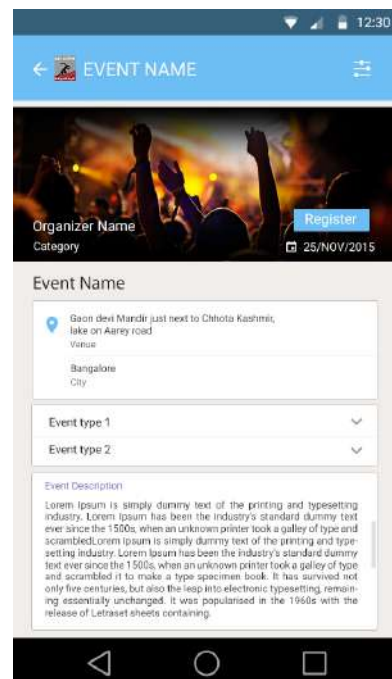 12:30
EVENT NAME
Organizer Name
Register
Category
25/NOV/2015
Event Name
Gaon devi Mandir just next to Chhota Kashmir,
lake on Aarey road
Venue
Bangalore
City
Event type 1
Event type 2
Event Description
Lorem Ipsum is simply dummy text of the printing and typesetting
industry. Lorem Ipsum has been the industry's standard dummy text
ever since the 1500s, when an unknown printer took a galley of type and
scrambledLorem Ipsum is simply dummy text of the printing and type-
setting industry. Lorem Ipsum has been the industry's standard dummy
text ever since the 1500s, when an unknown printer took a galley of type
and scrambled it to make a type specimen book. It has survived not
only five centuries, but also the leap into electronic typesetting, remain-
ing essentially unchanged. It was popularised in the 1960s with the
release of Letraset sheets containing.